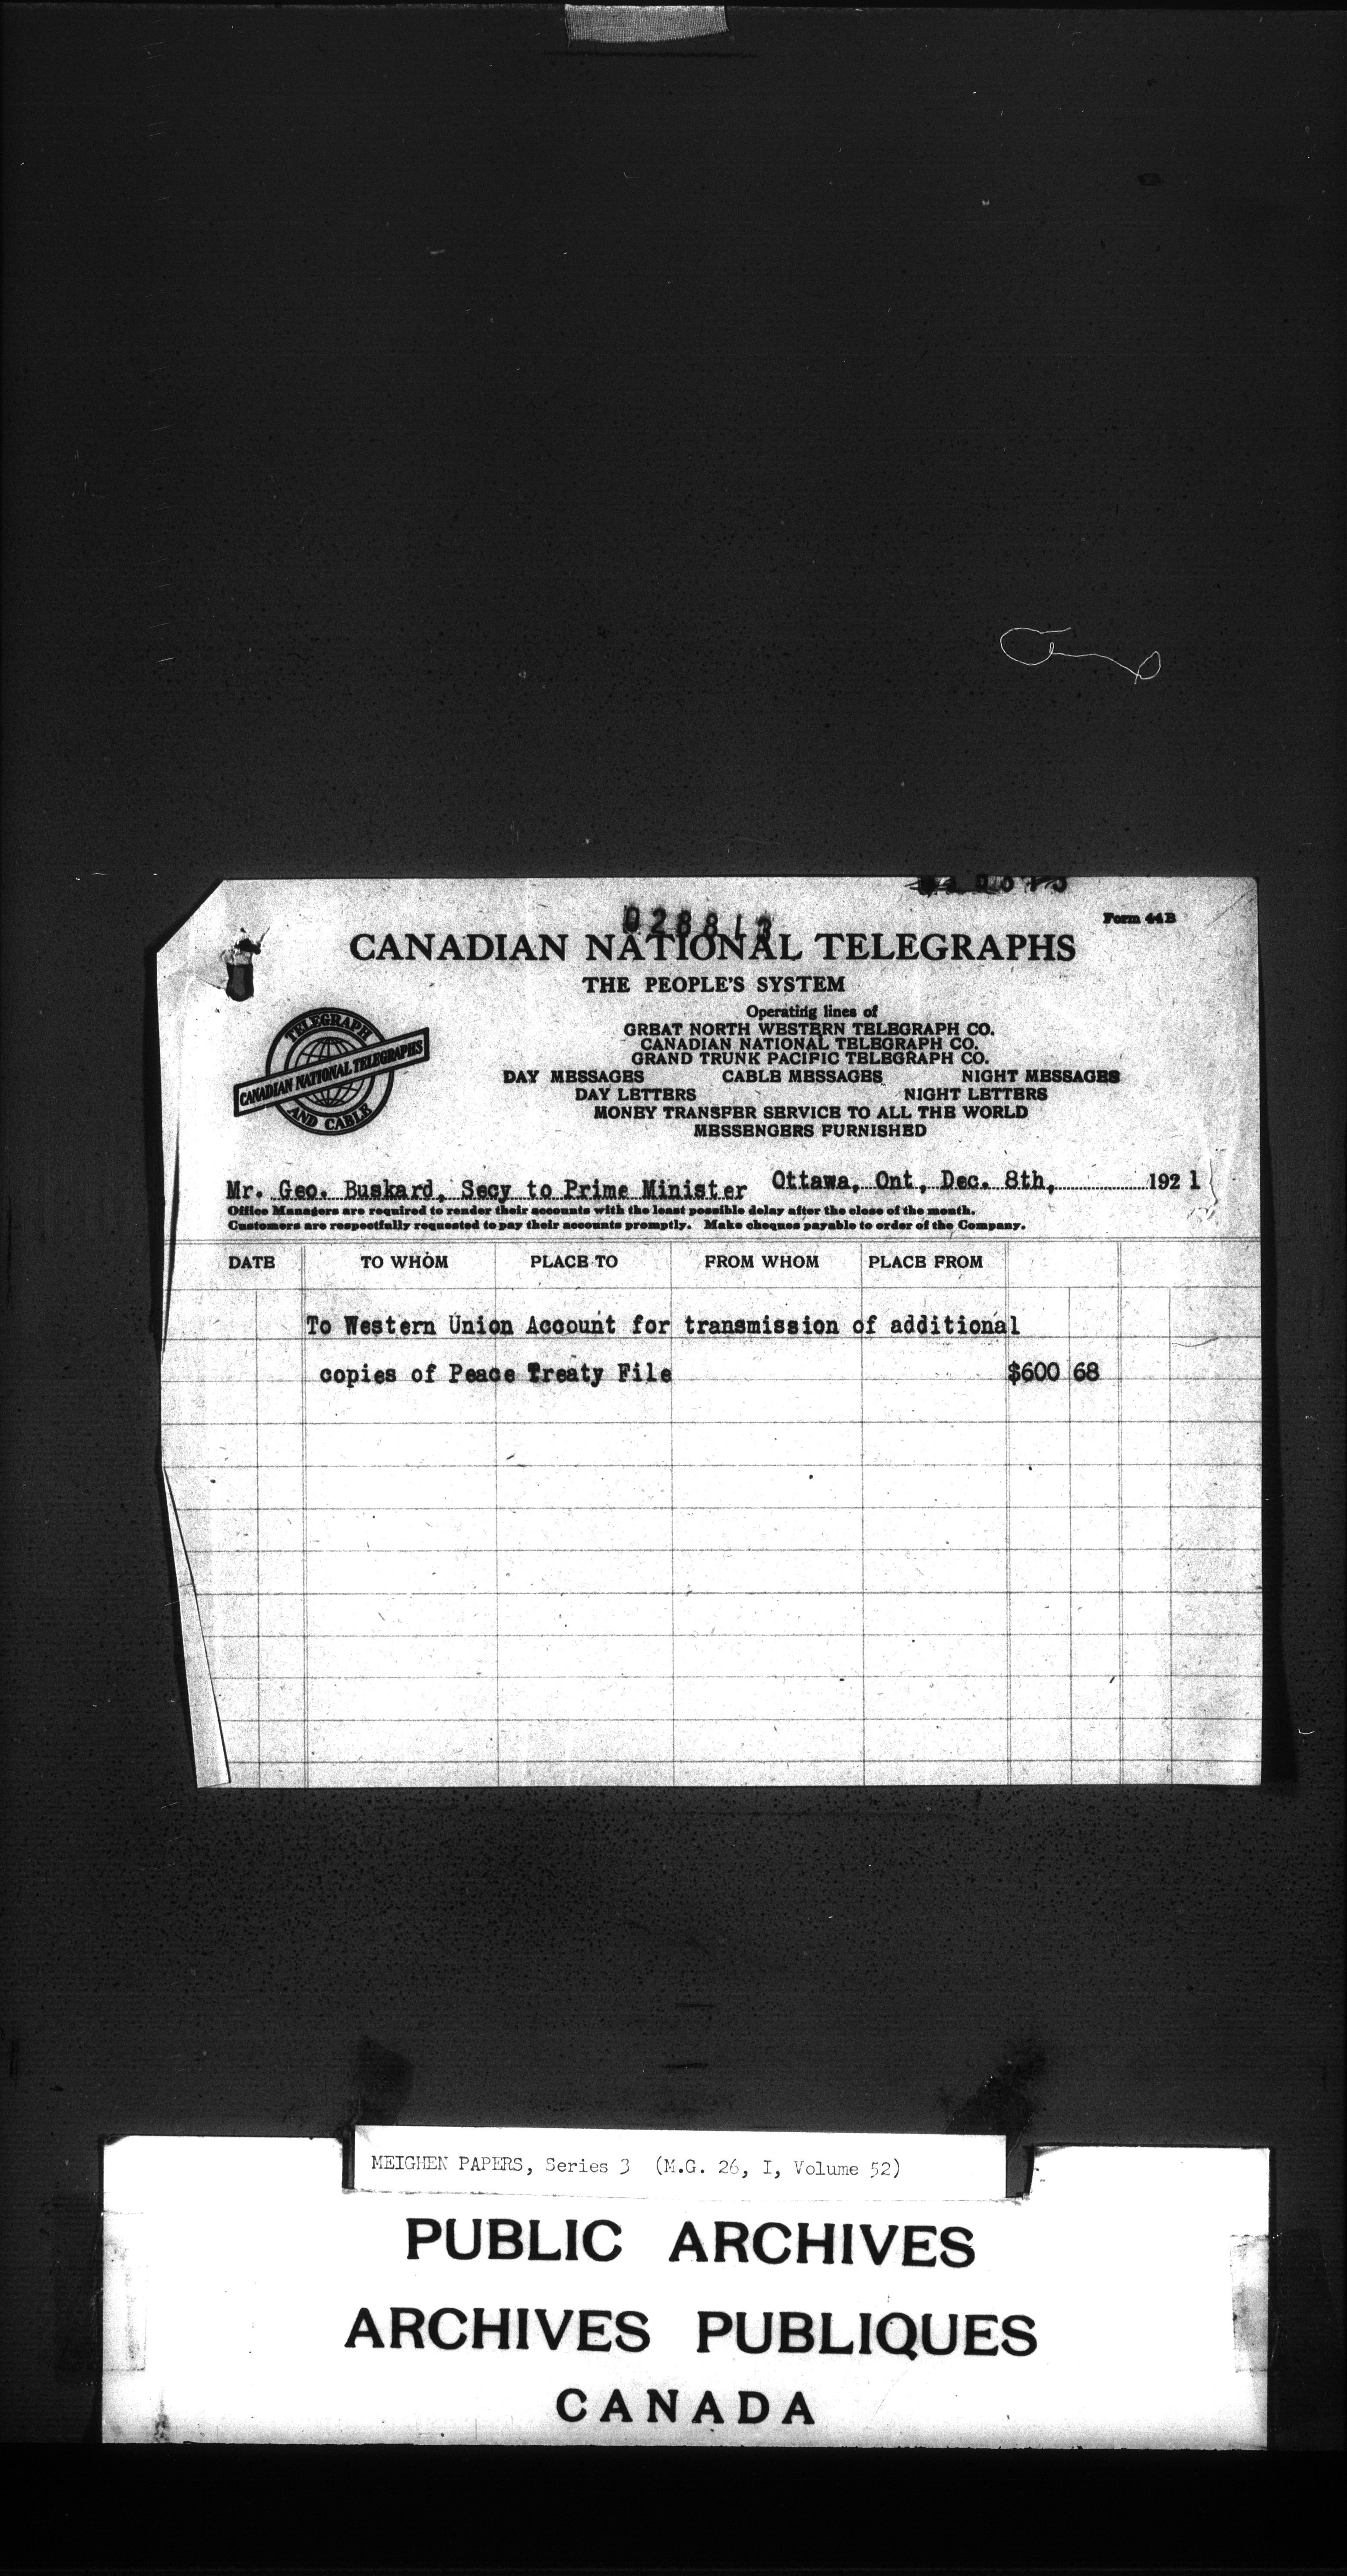 028813
Form 44B
CANADIAN NATIONAL TELEGRAPHS
THE PEOPLE'S SYSTEM
Operating lines of
GREAT NORTH WESTERN TELEGRAPH CO.
CANADIAN NATIONAL TELEGRAPH CO.
GRAND TRUNK PACIFIC TELEGRAPH CO.
DAY MESSAGES CABLE MESSAGES NIGHT MESSAGES
DAY LETTERS NIGHT LETTERS
MONEY TRANSFER SERVICE TO ALL THE WORLD
MESSENGERS FURNISHED
TELEGRAPH
CANADIAN NATIONAL TELEGRAPHS
AND CABLE
Mr. Geo. Buskard, Secy to Prime Minister Ottawa, Ont, Dec. 8th, 1921
Office Managers are required to render their accounts with the least possible delay after the close of the month.
Customers are respectfully requested to pay their accounts promptly. Make cheques payable to order of the Company.
DATE TO WHOM PLACE TO FROM WHOM PLACE FROM
To Western Union Account for transmission of additional
copies of Peace Treaty File $600 68
MEIGHEN PAPERS, Series 3 (M.G. 26, I, Volume 52)
PUBLIC ARCHIVES
ARCHIVES PUBLIQUES
CANADA